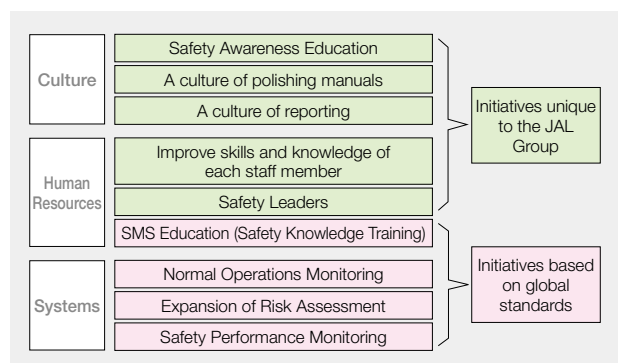 Culture
Safety Awareness Education
A culture of polishing manuals
A culture of reporting
Human
Resources
Improve skills and knowledge of
each staff member
Safety Leaders
SMS Education (Safety Knowledge Training)
Systems
Normal Operations Monitoring
Expansion of Risk Assessment
Safety Performance Monitoring
Initiatives unique
to the JAL
Group
Initiatives based
on global
standards